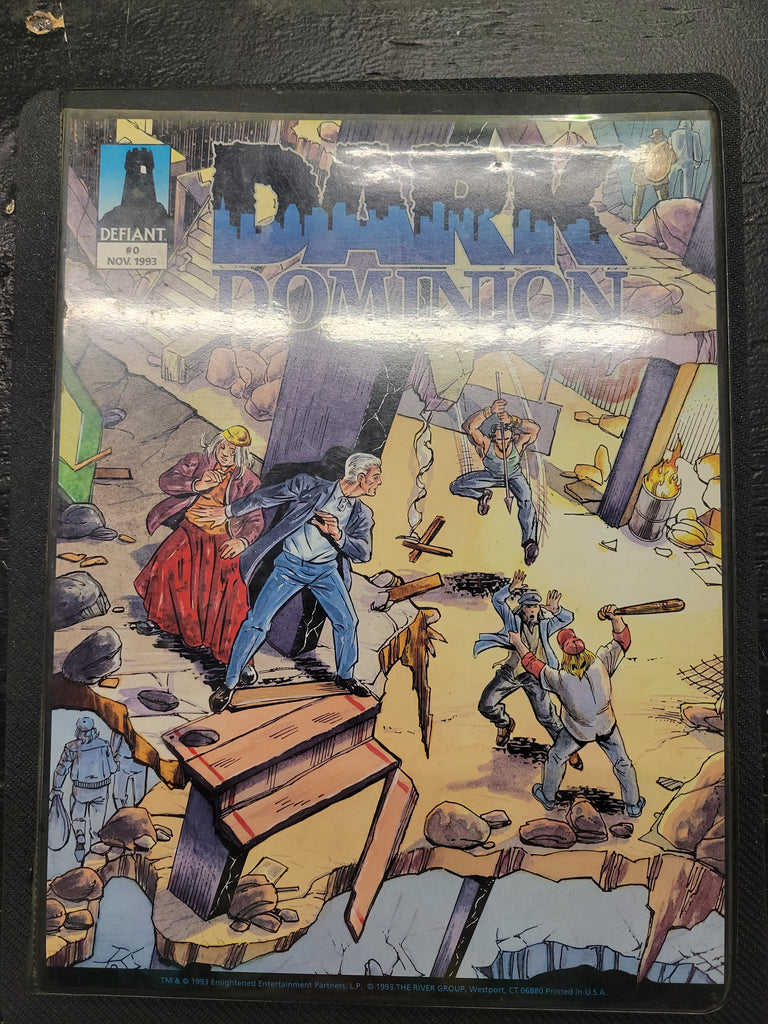 DEFIANT.
#0
NOV. 1993
DARK
DOMINION
TM & © 1993 Enlightened Entertainment Partners, L.P. © 1993 THE RIVER GROUP, Westport, CT 06880 Printed in U.S.A.